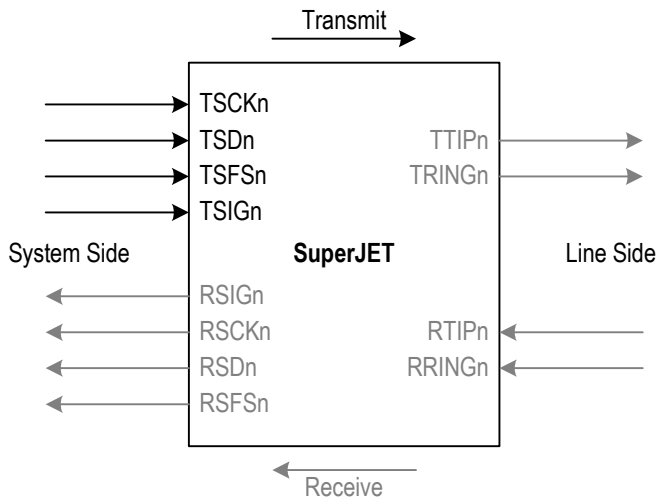 Transmit
TSCKn
TSDn
TTIPn
TSFSn
TRINGn
TSIGn
System Side
SuperJET
Line Side
RSIGn
RSCKn
RTIPn
RSDn
RRINGn
RSFSn
Receive